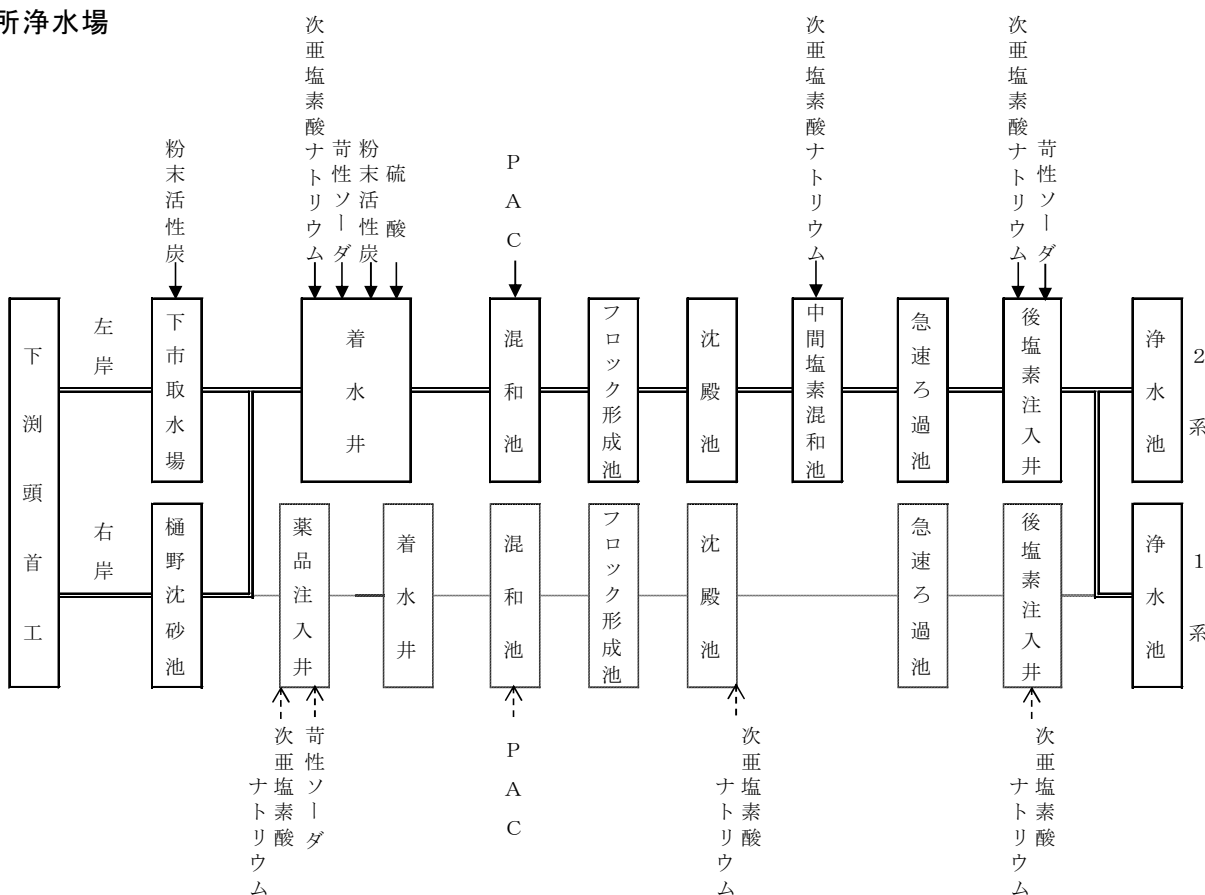 所浄水場
粉末活性炭
次亜塩素酸ナトリウム
苛性ソーダ
粉末活性炭
硫酸
PAC
次亜塩素酸ナトリウム
次亜塩素酸ナトリウム
苛性ソーダ
下渕頭首工
左岸
下市取水場
着水井
混和池
フロック形成池
沈殿池
中間塩素混和池
急速ろ過池
後塩素注入井
浄水池
2系
右岸
樋野沈砂池
薬品注入井
着水井
混和池
フロック形成池
沈殿池
急速ろ過池
後塩素注入井
浄水池
1系
次亜塩素酸
ナトリウム
苛性ソーダ
PAC
次亜塩素酸
ナトリウム
次亜塩素酸
ナトリウム